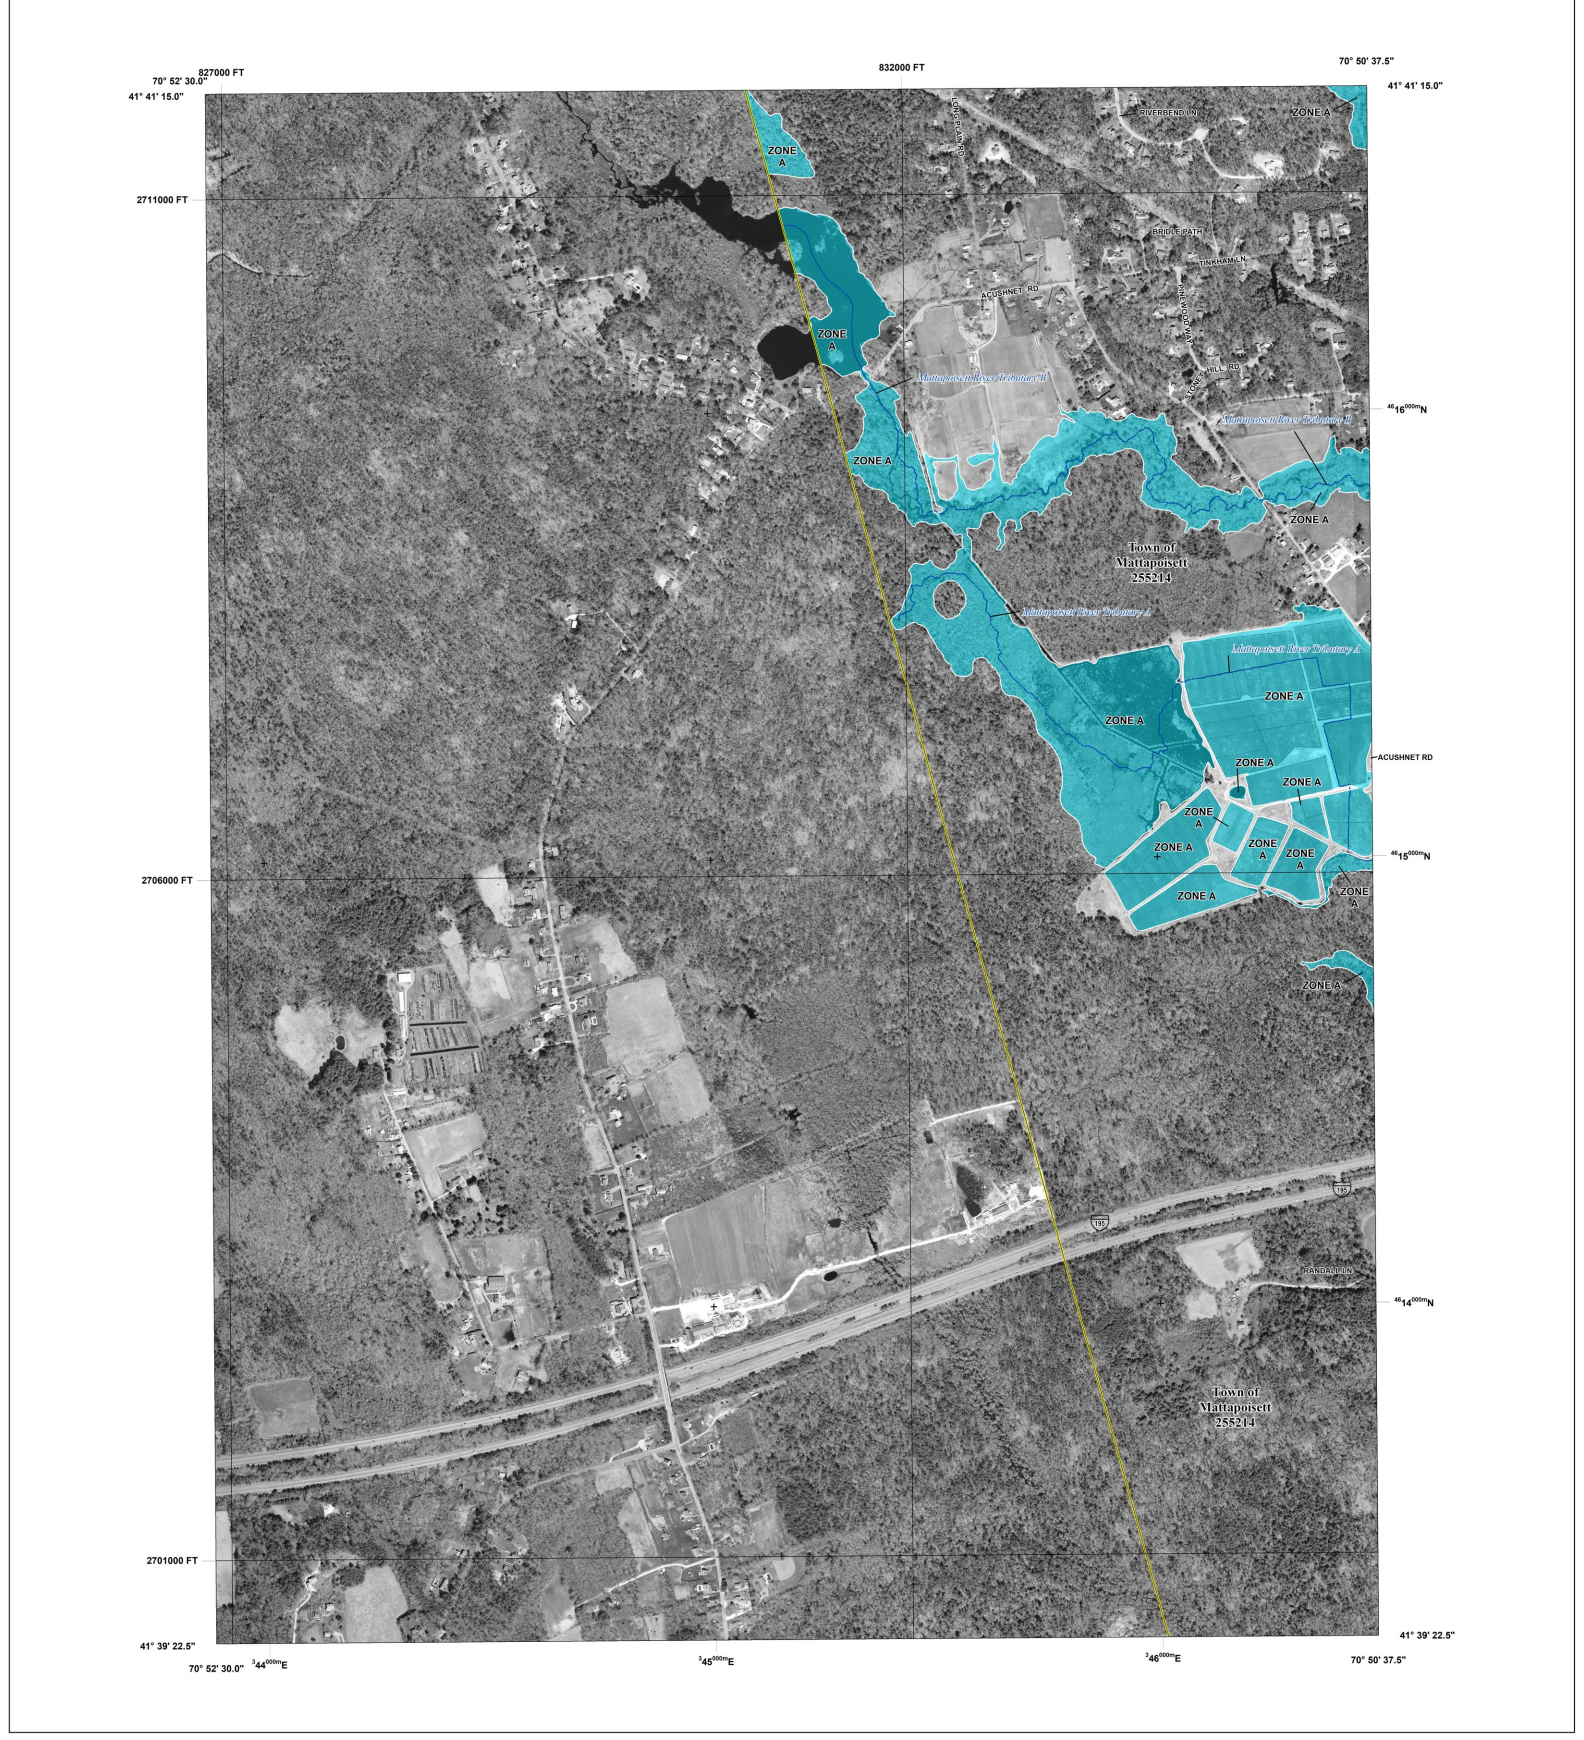 827000 FT
832000 FT
70° 50' 37.5"
70° 52' 30.0"
41° 41' 15.0"
41° 41' 15.0"
LONG PLAIN RD
RIVERBEND LN
ZONE A
ZONE
A
2711000 FT
BRIDLE PATH
TINKHAM LN
ACUSHNET RD
PINEWOOD WAY
ZONE
A
STONEY HILL RD
Mattapoisett River Tributary B
4616000mN
Mattapoisett River Tributary B
ZONE A
ZONE A
Town of
Mattapoisett
255214
Mattapoisett River Tributary A
Mattapoisett River Tributary A
ZONE A
ZONE A
ACUSHNET RD
ZONE A
ZONE A
ZONE
A
ZONE A
ZONE
A
ZONE
A
4615000mN
2706000 FT
ZONE A
ZONE
A
ZONE A
195
195
RANDALL LN
4614000mN
Town of
Mattapoisett
255214
2701000 FT
41° 39' 22.5"
41° 39' 22.5"
70° 52' 30.0"
344000mE
345000mE
346000mE
70° 50' 37.5"